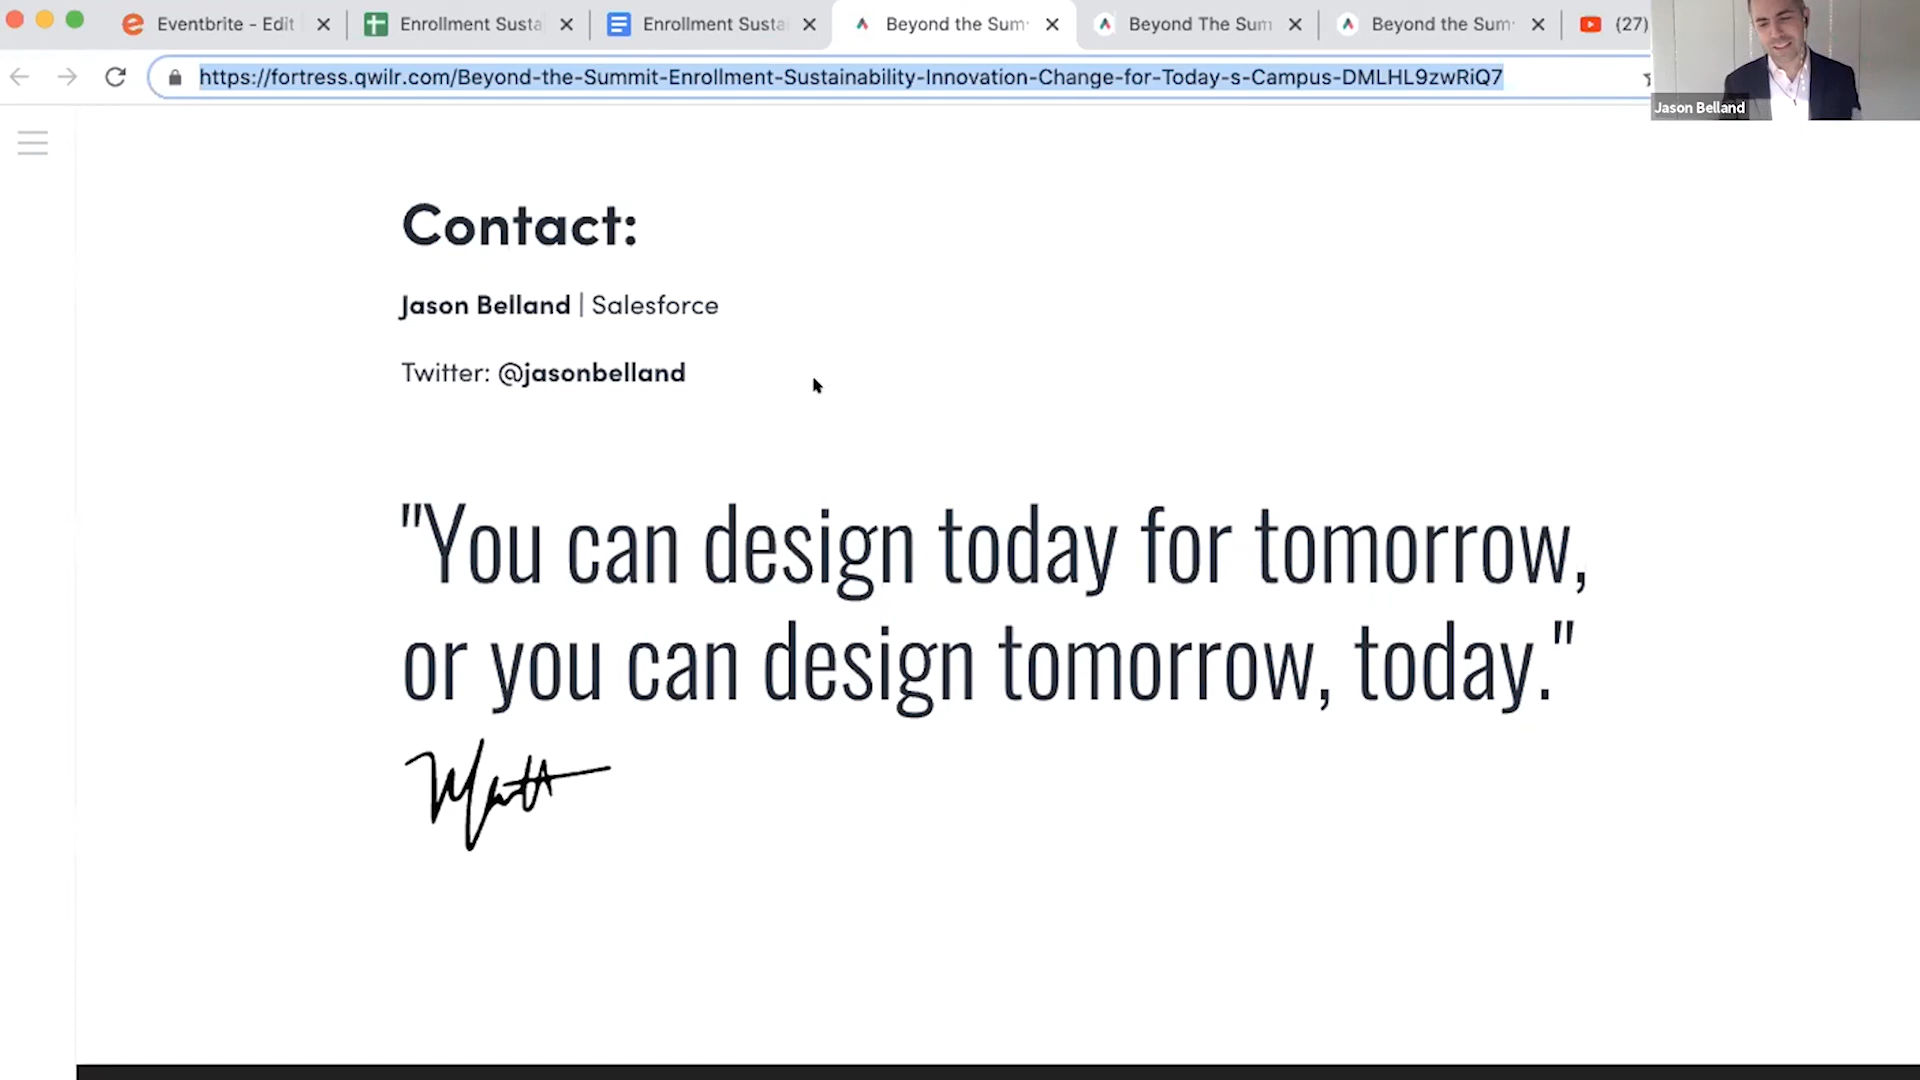 Eventbrite - Edit
Enrollment Susta
Enrollment Susta
Beyond the Sum
Beyond The Sum
Beyond the Sum
(27)
https://fortress.qwilr.com/Beyond-the-Summit-Enrollment-Sustainability-Innovation-Change-for-Today-s-Campus-DMLHL9zwRiQ7
Jason Belland
Contact:
Jason Belland | Salesforce
Twitter: @jasonbelland
"You can design today for tomorrow,
or you can design tomorrow, today."
Matt